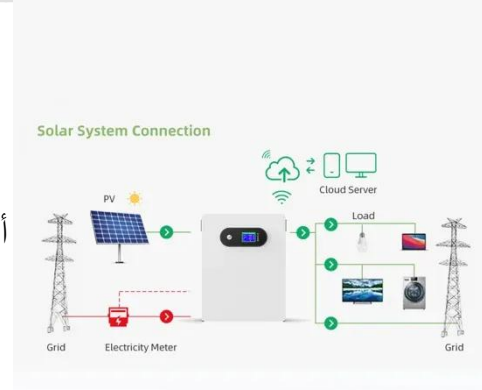 Solar System Connection
Cloud Server
PV
Load
أ
Grid
Electricity Meter
Grid